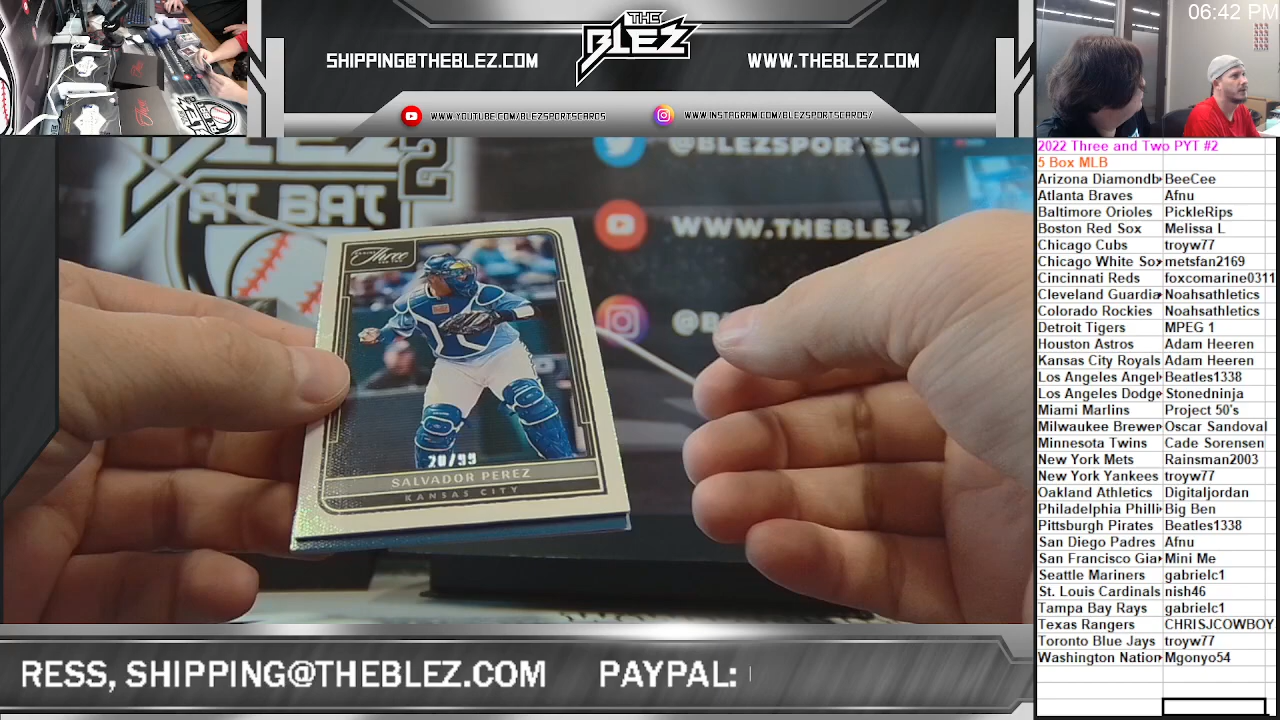 06:42 PM
THE
BLEZ
SHIPPING@THEBLEZ.COM
WWW.THEBLEZ.COM
WWW.YOUTUBE.COM/BLEZSPORTSCARDS
WWW.INSTAGRAM.COM/BLEZSPORTSCARDS/
2022 Three and Two PYT #2
5 Box MLB
Arizona Diamondb BeeCee
Atlanta Braves Afnu
Baltimore Orioles PickleRips
Boston Red Sox Melissa L
Chicago Cubs troyw77
Chicago White Sox metsfan2169
Cincinnati Reds foxcomarine0311
Cleveland Guardia Noahsathletics
Colorado Rockies Noahsathletics
Detroit Tigers MPEG 1
Houston Astros Adam Heeren
Kansas City Royals Adam Heeren
Los Angeles Angel Beatles1338
Los Angeles Dodge Stonedninja
Miami Marlins Project 50's
Milwaukee Brewer Oscar Sandoval
Minnesota Twins Cade Sorensen
New York Mets Rainsman2003
New York Yankees troyw77
Oakland Athletics Digitaljordan
Philadelphia Philli Big Ben
Pittsburgh Pirates Beatles1338
San Diego Padres Afnu
San Francisco Gia Mini Me
Seattle Mariners gabrielc1
St. Louis Cardinals nish46
Tampa Bay Rays gabrielc1
Texas Rangers CHRISJCOWBOY
Toronto Blue Jays troyw77
Washington Nation Mgonyo54
BLEZ
2
AT BAT
@BLEZSPORTSCA
WWW.THEBLEZ.
@BL
Three
28/99
SALVADOR PEREZ
KANSAS CITY
RESS, SHIPPING@THEBLEZ.COM PAYPAL: